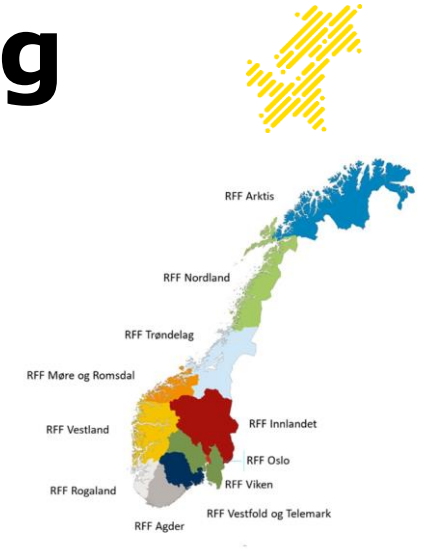 g
RFF Arktis
RFF Nordland
RFF Trøndelag
RFF Møre og Romsdal
RFF Innlandet
RFF Vestland
RFF Oslo
RFF Viken
RFF Rogaland
RFF Vestfold og Telemark
RFF Agder